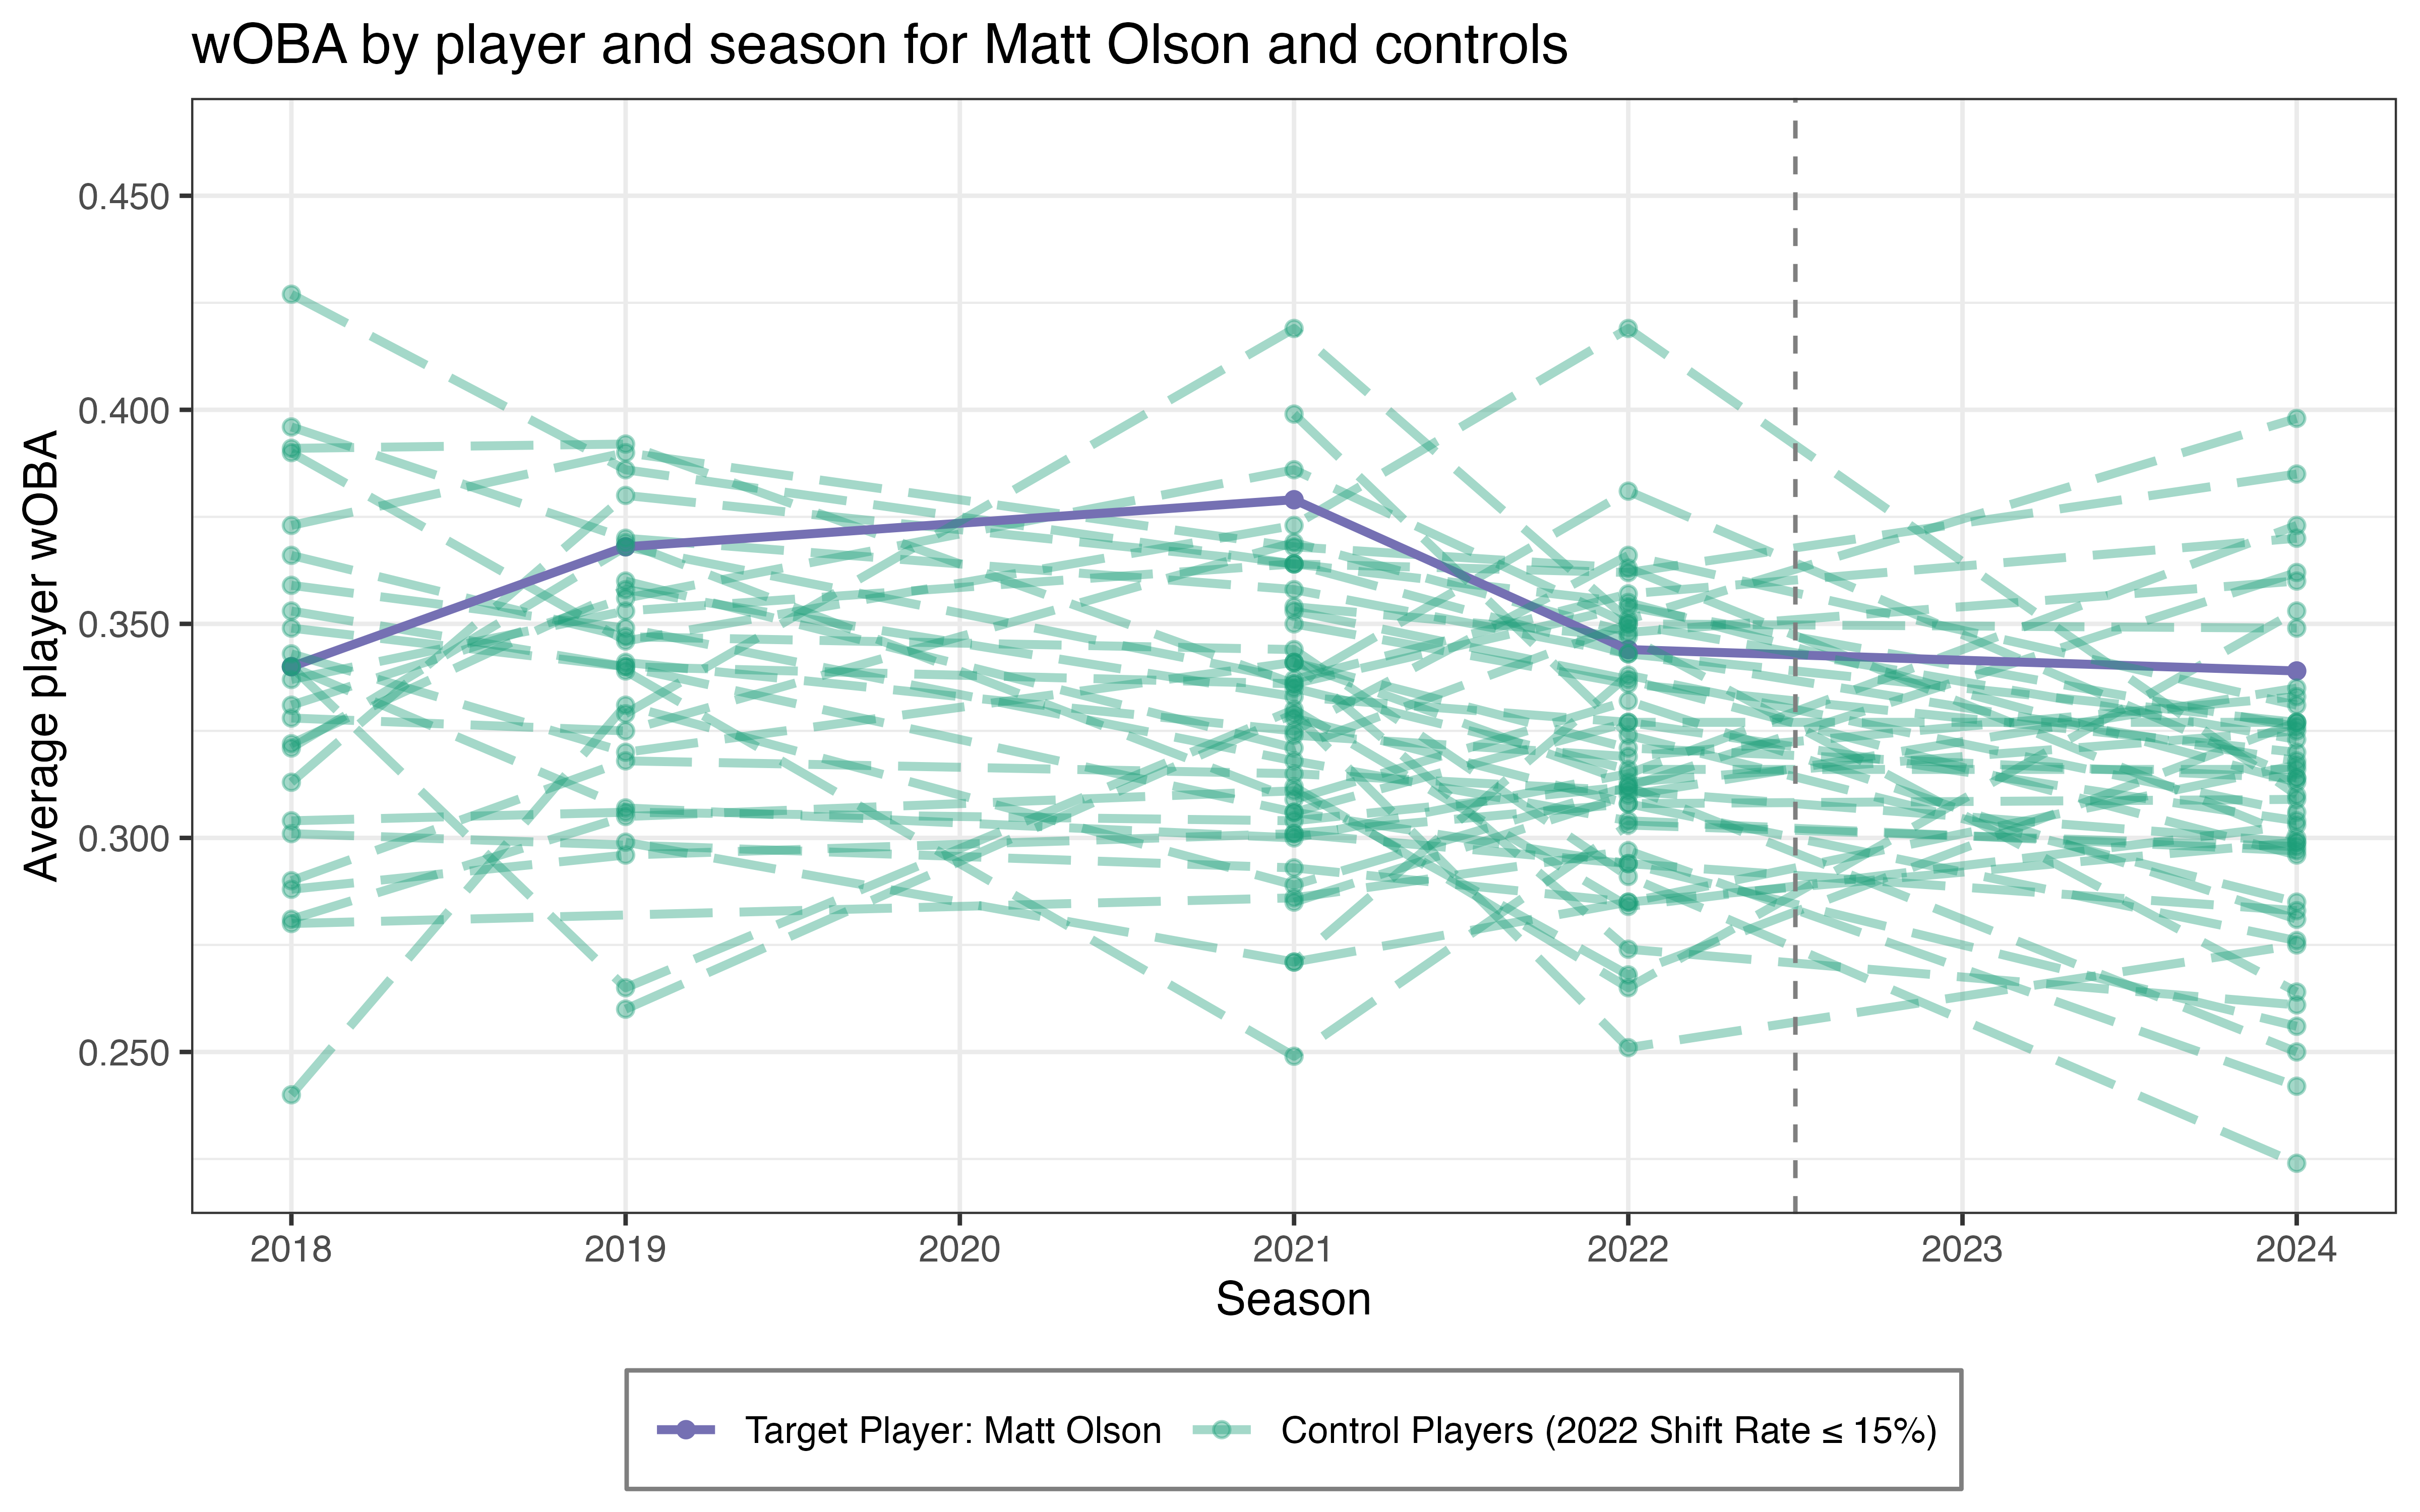 wOBA by player and season for Matt Olson and controls
Average player wOBA
0.450
0.400
0.350
0.300
0.250
2018 2019 2020 2021 2022 2023 2024
Season
Target Player: Matt Olson Control Players (2022 Shift Rate ≤ 15%)